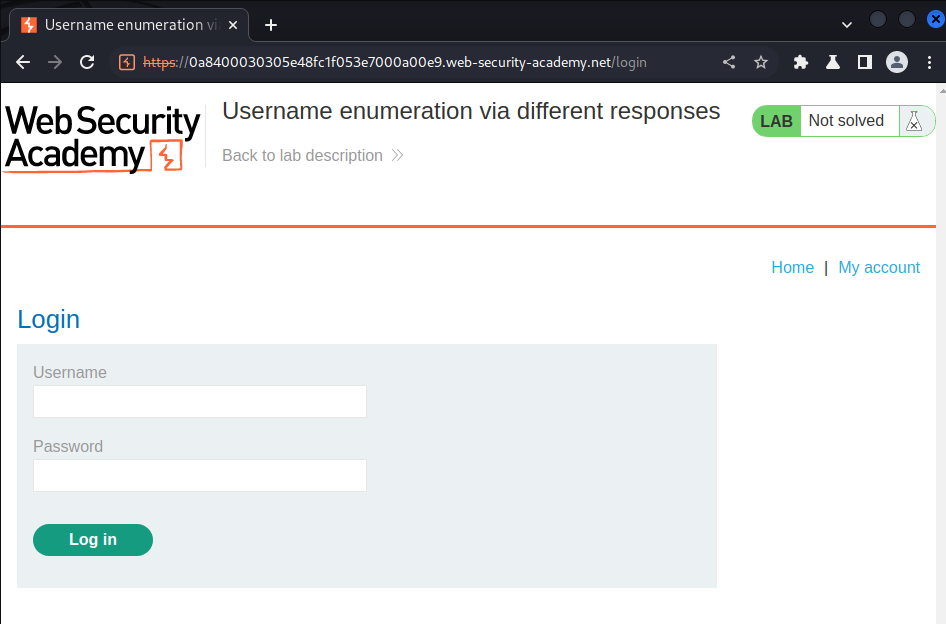 Username enumeration vi
https://0a8400030305e48fc1f053e7000a00e9.web-security-academy.net/login
Web Security
Academy
Username enumeration via different responses
Back to lab description
LAB Not solved
Home | My account
Login
Username
Password
Log in